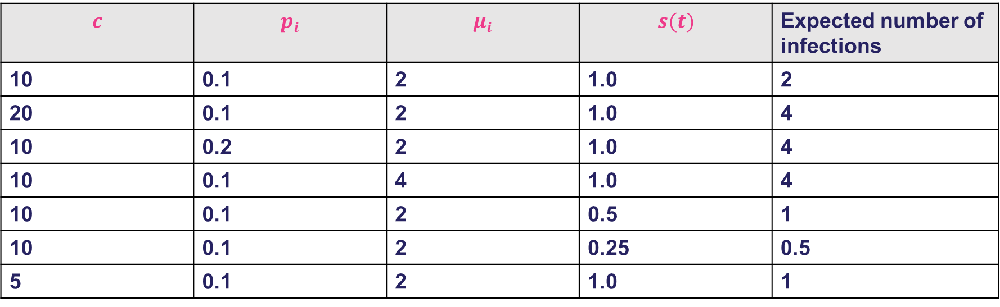 c pᵢ μᵢ s(t) Expected number of
infections
10 0.1 2 1.0 2
20 0.1 2 1.0 4
10 0.2 2 1.0 4
10 0.1 4 1.0 4
10 0.1 2 0.5 1
10 0.1 2 0.25 0.5
5 0.1 2 1.0 1